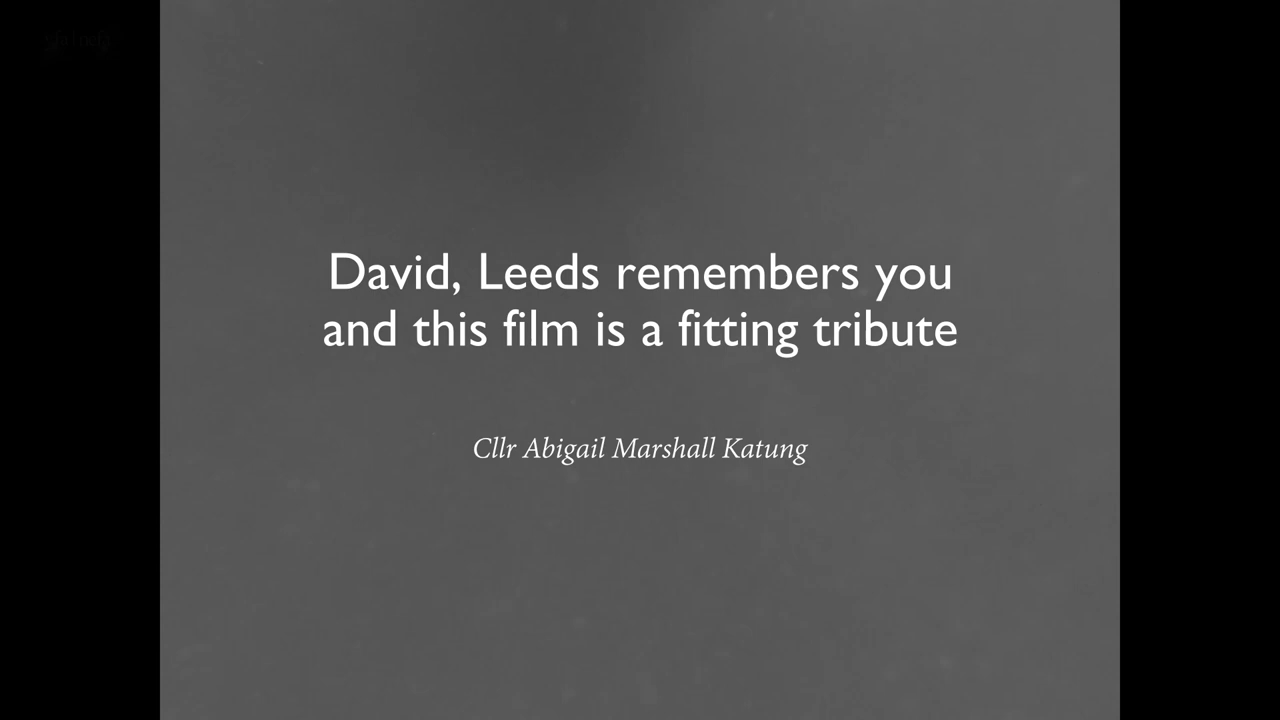 David, Leeds remembers you
and this film is a fitting tribute
Cllr Abigail Marshall Katung